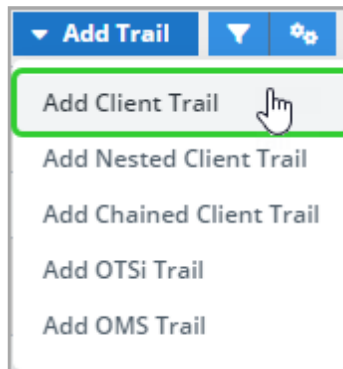 Add Trail
Add Client Trail
Add Nested Client Trail
Add Chained Client Trail
Add OTSi Trail
Add OMS Trail